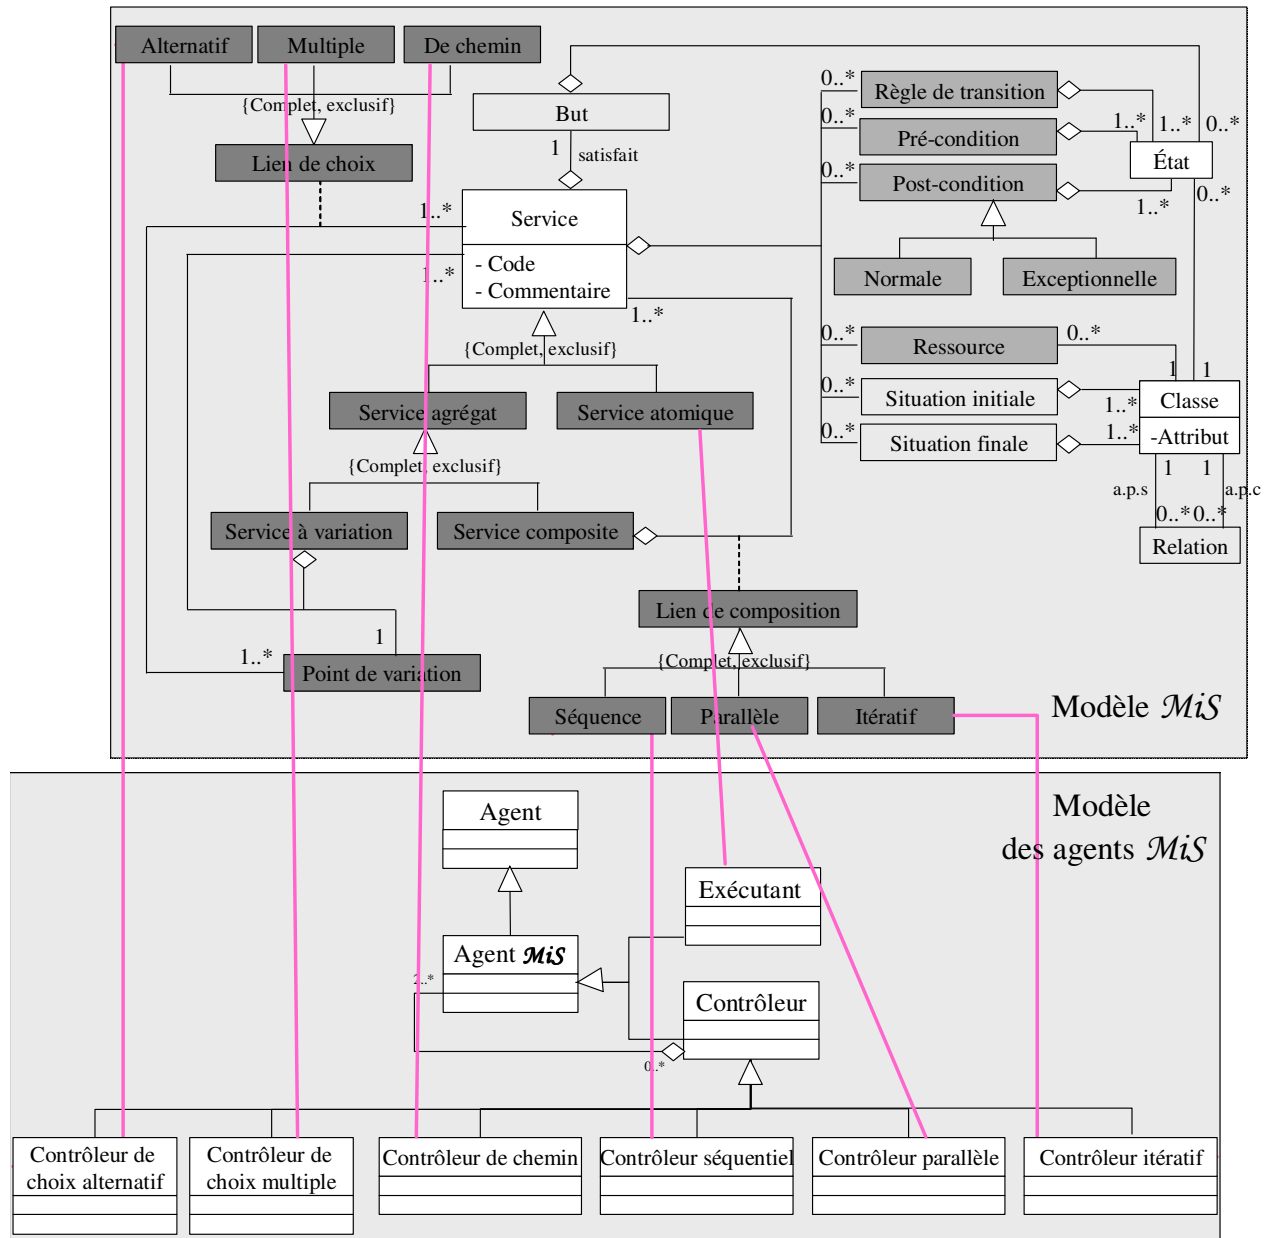 Alternatif
Multiple
De chemin
{Complet, exclusif}
Lien de choix
But
1
satisfait
1..*
Service
- Code
- Commentaire
1..*
1..*
{Complet, exclusif}
Service agrégat
Service atomique
{Complet, exclusif}
Service à variation
Service composite
Lien de composition
{Complet, exclusif}
1
1..*
Point de variation
Séquence
Parallèle
Itératif
0..*
Règle de transition
0..*
Pré-condition
0..*
Post-condition
1..*
1..*
0..*
État
1..*
0..*
Normale
Exceptionnelle
0..*
Ressource
0..*
1
1
0..*
Situation initiale
1..*
Classe
-Attribut
0..*
Situation finale
1..*
1
1
a.p.s
a.p.c
0..*
0..*
Relation
Modèle MiS
Modèle
des agents MiS
Agent
Exécutant
Agent MiS
2..*
Contrôleur
0..*
Contrôleur de
choix alternatif
Contrôleur de
choix multiple
Contrôleur de chemin
Contrôleur séquentiel
Contrôleur parallèle
Contrôleur itératif